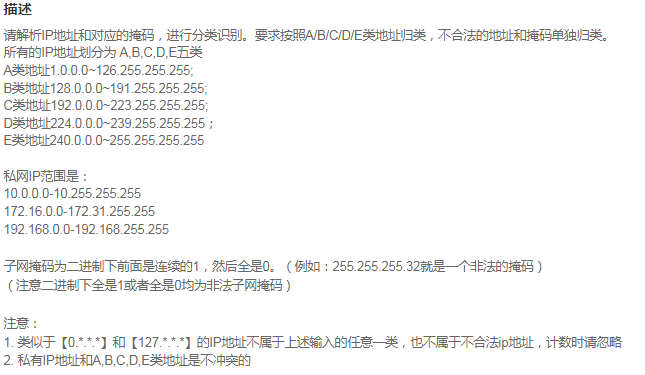 描述
请解析IP地址和对应的掩码，进行分类识别。要求按照A/B/C/D/E类地址归类，不合法的地址和掩码单独归类。
所有的IP地址划分为 A,B,C,D,E五类
A类地址1.0.0.0~126.255.255.255;
B类地址128.0.0.0~191.255.255.255;
C类地址192.0.0.0~223.255.255.255;
D类地址224.0.0.0~239.255.255.255；
E类地址240.0.0.0~255.255.255.255
私网IP范围是：
10.0.0.0-10.255.255.255
172.16.0.0-172.31.255.255
192.168.0.0-192.168.255.255
子网掩码为二进制下前面是连续的1，然后全是0。（例如：255.255.255.32就是一个非法的掩码）
（注意二进制下全是1或者全是0均为非法子网掩码）
注意：
1. 类似于【0.*.*.*】和【127.*.*.*】的IP地址不属于上述输入的任意一类，也不属于不合法ip地址，计数时请忽略
2. 私有IP地址和A,B,C,D,E类地址是不冲突的